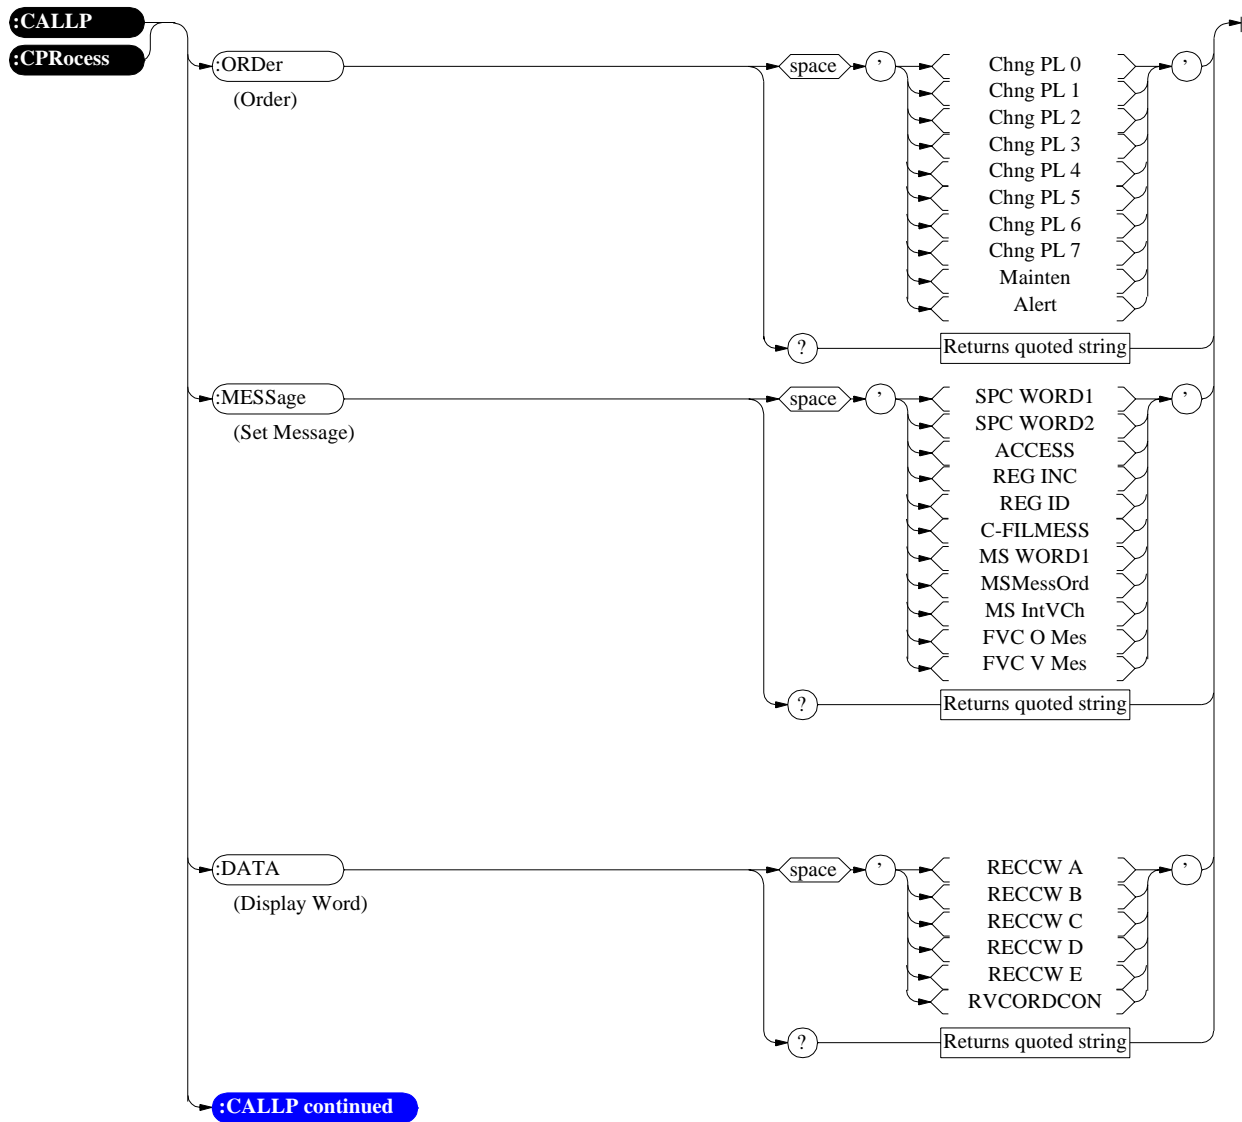 :CALLP
:CPRocess
:ORDer
(Order)
space
’
Chng PL 0
Chng PL 1
Chng PL 2
Chng PL 3
Chng PL 4
Chng PL 5
Chng PL 6
Chng PL 7
Mainten
Alert
’
?
Returns quoted string
:MESSage
(Set Message)
space
’
SPC WORD1
SPC WORD2
ACCESS
REG INC
REG ID
C-FILMESS
MS WORD1
MSMessOrd
MS IntVCh
FVC O Mes
FVC V Mes
’
?
Returns quoted string
:DATA
(Display Word)
space
’
RECCW A
RECCW B
RECCW C
RECCW D
RECCW E
RVCORDCON
’
?
Returns quoted string
:CALLP continued